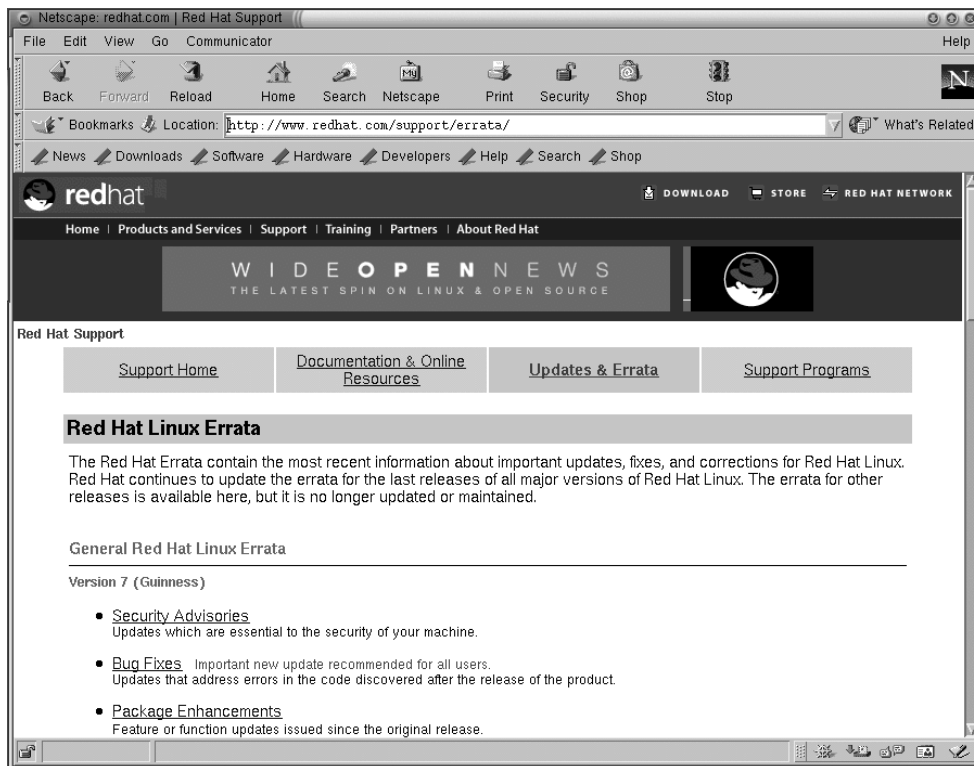 Netscape: redhat.com | Red Hat Support
File Edit View Go Communicator Help
Back Forward Reload Home Search Netscape Print Security Shop Stop
My
N
Bookmarks Location: http://www.redhat.com/support/errata/ What's Related
News Downloads Software Hardware Developers Help Search Shop
redhat DOWNLOAD STORE RED HAT NETWORK
Home | Products and Services | Support | Training | Partners | About Red Hat
WIDE OPEN NEWS
THE LATEST SPIN ON LINUX & OPEN SOURCE
Red Hat Support
Support Home
Documentation & Online
Resources
Updates & Errata
Support Programs
Red Hat Linux Errata
The Red Hat Errata contain the most recent information about important updates, fixes, and corrections for Red Hat Linux.
Red Hat continues to update the errata for the last releases of all major versions of Red Hat Linux. The errata for other
releases is available here, but it is no longer updated or maintained.
General Red Hat Linux Errata
Version 7 (Guinness)
• Security Advisories
Updates which are essential to the security of your machine.
• Bug Fixes Important new update recommended for all users.
Updates that address errors in the code discovered after the release of the product.
• Package Enhancements
Feature or function updates issued since the original release.